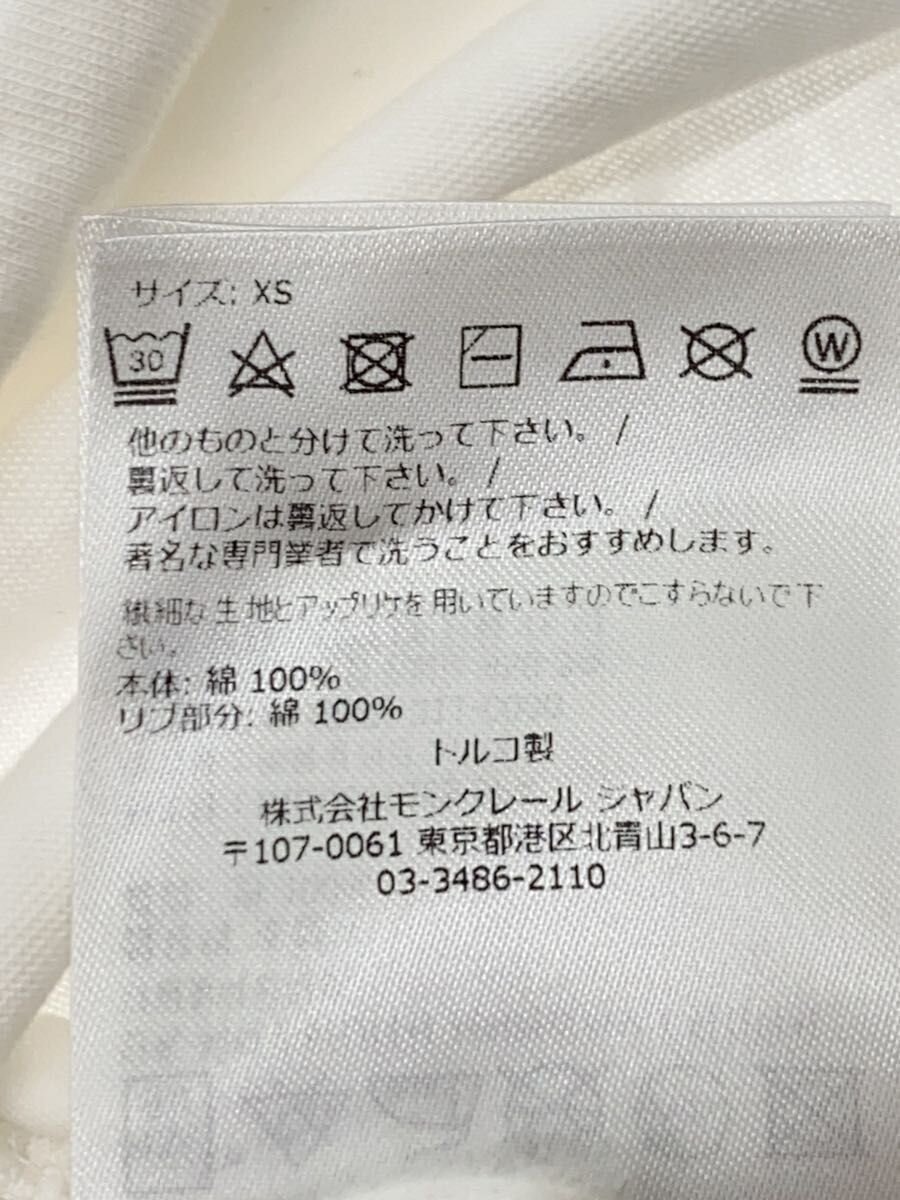 サイズ: XS
30
W
他のものと分けて洗って下さい。 /
裏返して洗って下さい。 /
アイロンは裏返してかけて下さい。 /
著名な専門業者で洗うことをおすすめします。
繊細な生地とアップリケを用いていますのでこすらないで下
さい。
本体: 綿 100%
リブ部分: 綿 100%
トルコ製
株式会社モンクレール ジャパン
〒107-0061 東京都港区北青山3-6-7
03-3486-2110